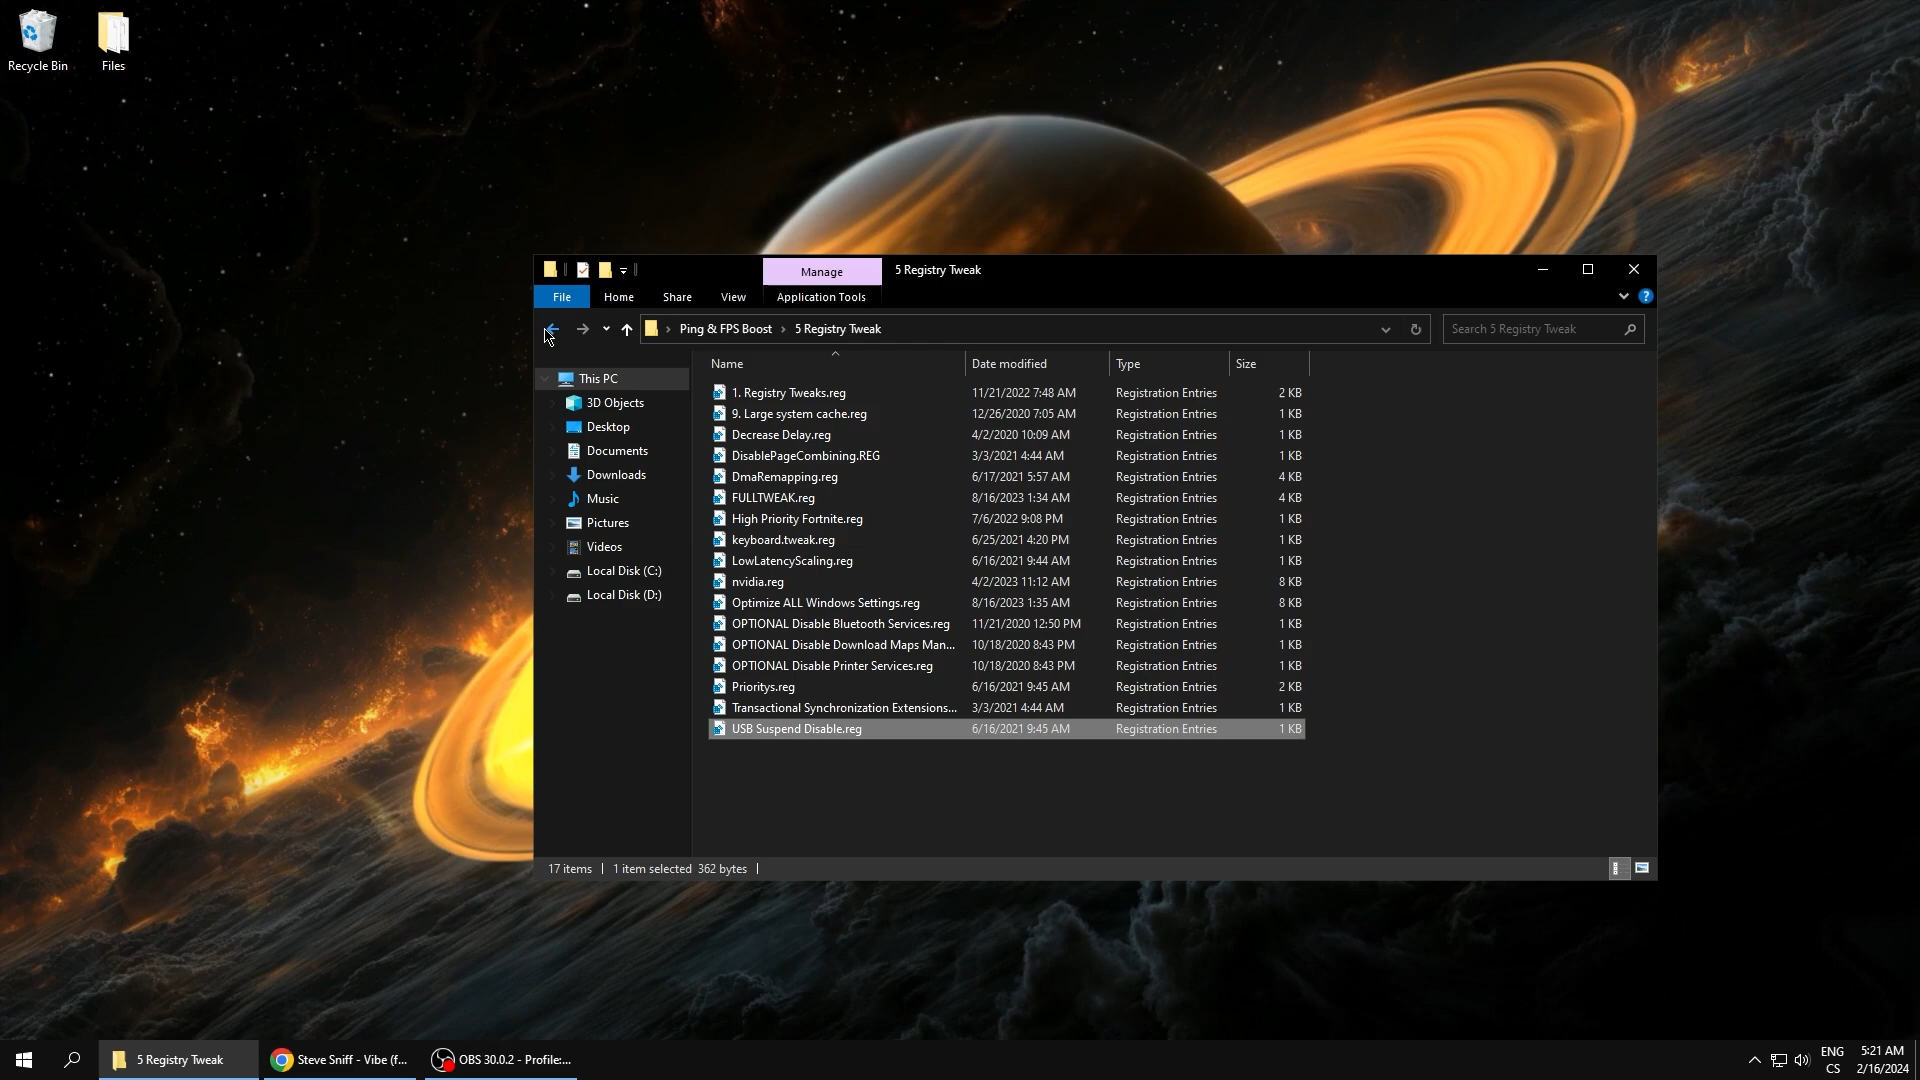 Recycle Bin
Files
Manage
5 Registry Tweak
File
Home
Share
View
Application Tools
Ping & FPS Boost
5 Registry Tweak
Search 5 Registry Tweak
This PC
3D Objects
Desktop
Documents
Downloads
Music
Pictures
Videos
Local Disk (C:)
Local Disk (D:)
Name Date modified Type Size
1. Registry Tweaks.reg 11/21/2022 7:48 AM Registration Entries 2 KB
9. Large system cache.reg 12/26/2020 7:05 AM Registration Entries 1 KB
Decrease Delay.reg 4/2/2020 10:09 AM Registration Entries 1 KB
DisablePageCombining.REG 3/3/2021 4:44 AM Registration Entries 1 KB
DmaRemapping.reg 6/17/2021 5:57 AM Registration Entries 4 KB
FULLTWEAK.reg 8/16/2023 1:34 AM Registration Entries 4 KB
High Priority Fortnite.reg 7/6/2022 9:08 PM Registration Entries 1 KB
keyboard.tweak.reg 6/25/2021 4:20 PM Registration Entries 1 KB
LowLatencyScaling.reg 6/16/2021 9:44 AM Registration Entries 1 KB
nvidia.reg 4/2/2023 11:12 AM Registration Entries 8 KB
Optimize ALL Windows Settings.reg 8/16/2023 1:35 AM Registration Entries 8 KB
OPTIONAL Disable Bluetooth Services.reg 11/21/2020 12:50 PM Registration Entries 1 KB
OPTIONAL Disable Download Maps Man... 10/18/2020 8:43 PM Registration Entries 1 KB
OPTIONAL Disable Printer Services.reg 10/18/2020 8:43 PM Registration Entries 1 KB
Prioritys.reg 6/16/2021 9:45 AM Registration Entries 2 KB
Transactional Synchronization Extensions... 3/3/2021 4:44 AM Registration Entries 1 KB
USB Suspend Disable.reg 6/16/2021 9:45 AM Registration Entries 1 KB
17 items 1 item selected 362 bytes
5 Registry Tweak
Steve Sniff - Vibe (f...
OBS 30.0.2 - Profile:...
ENG
CS
5:21 AM
2/16/2024